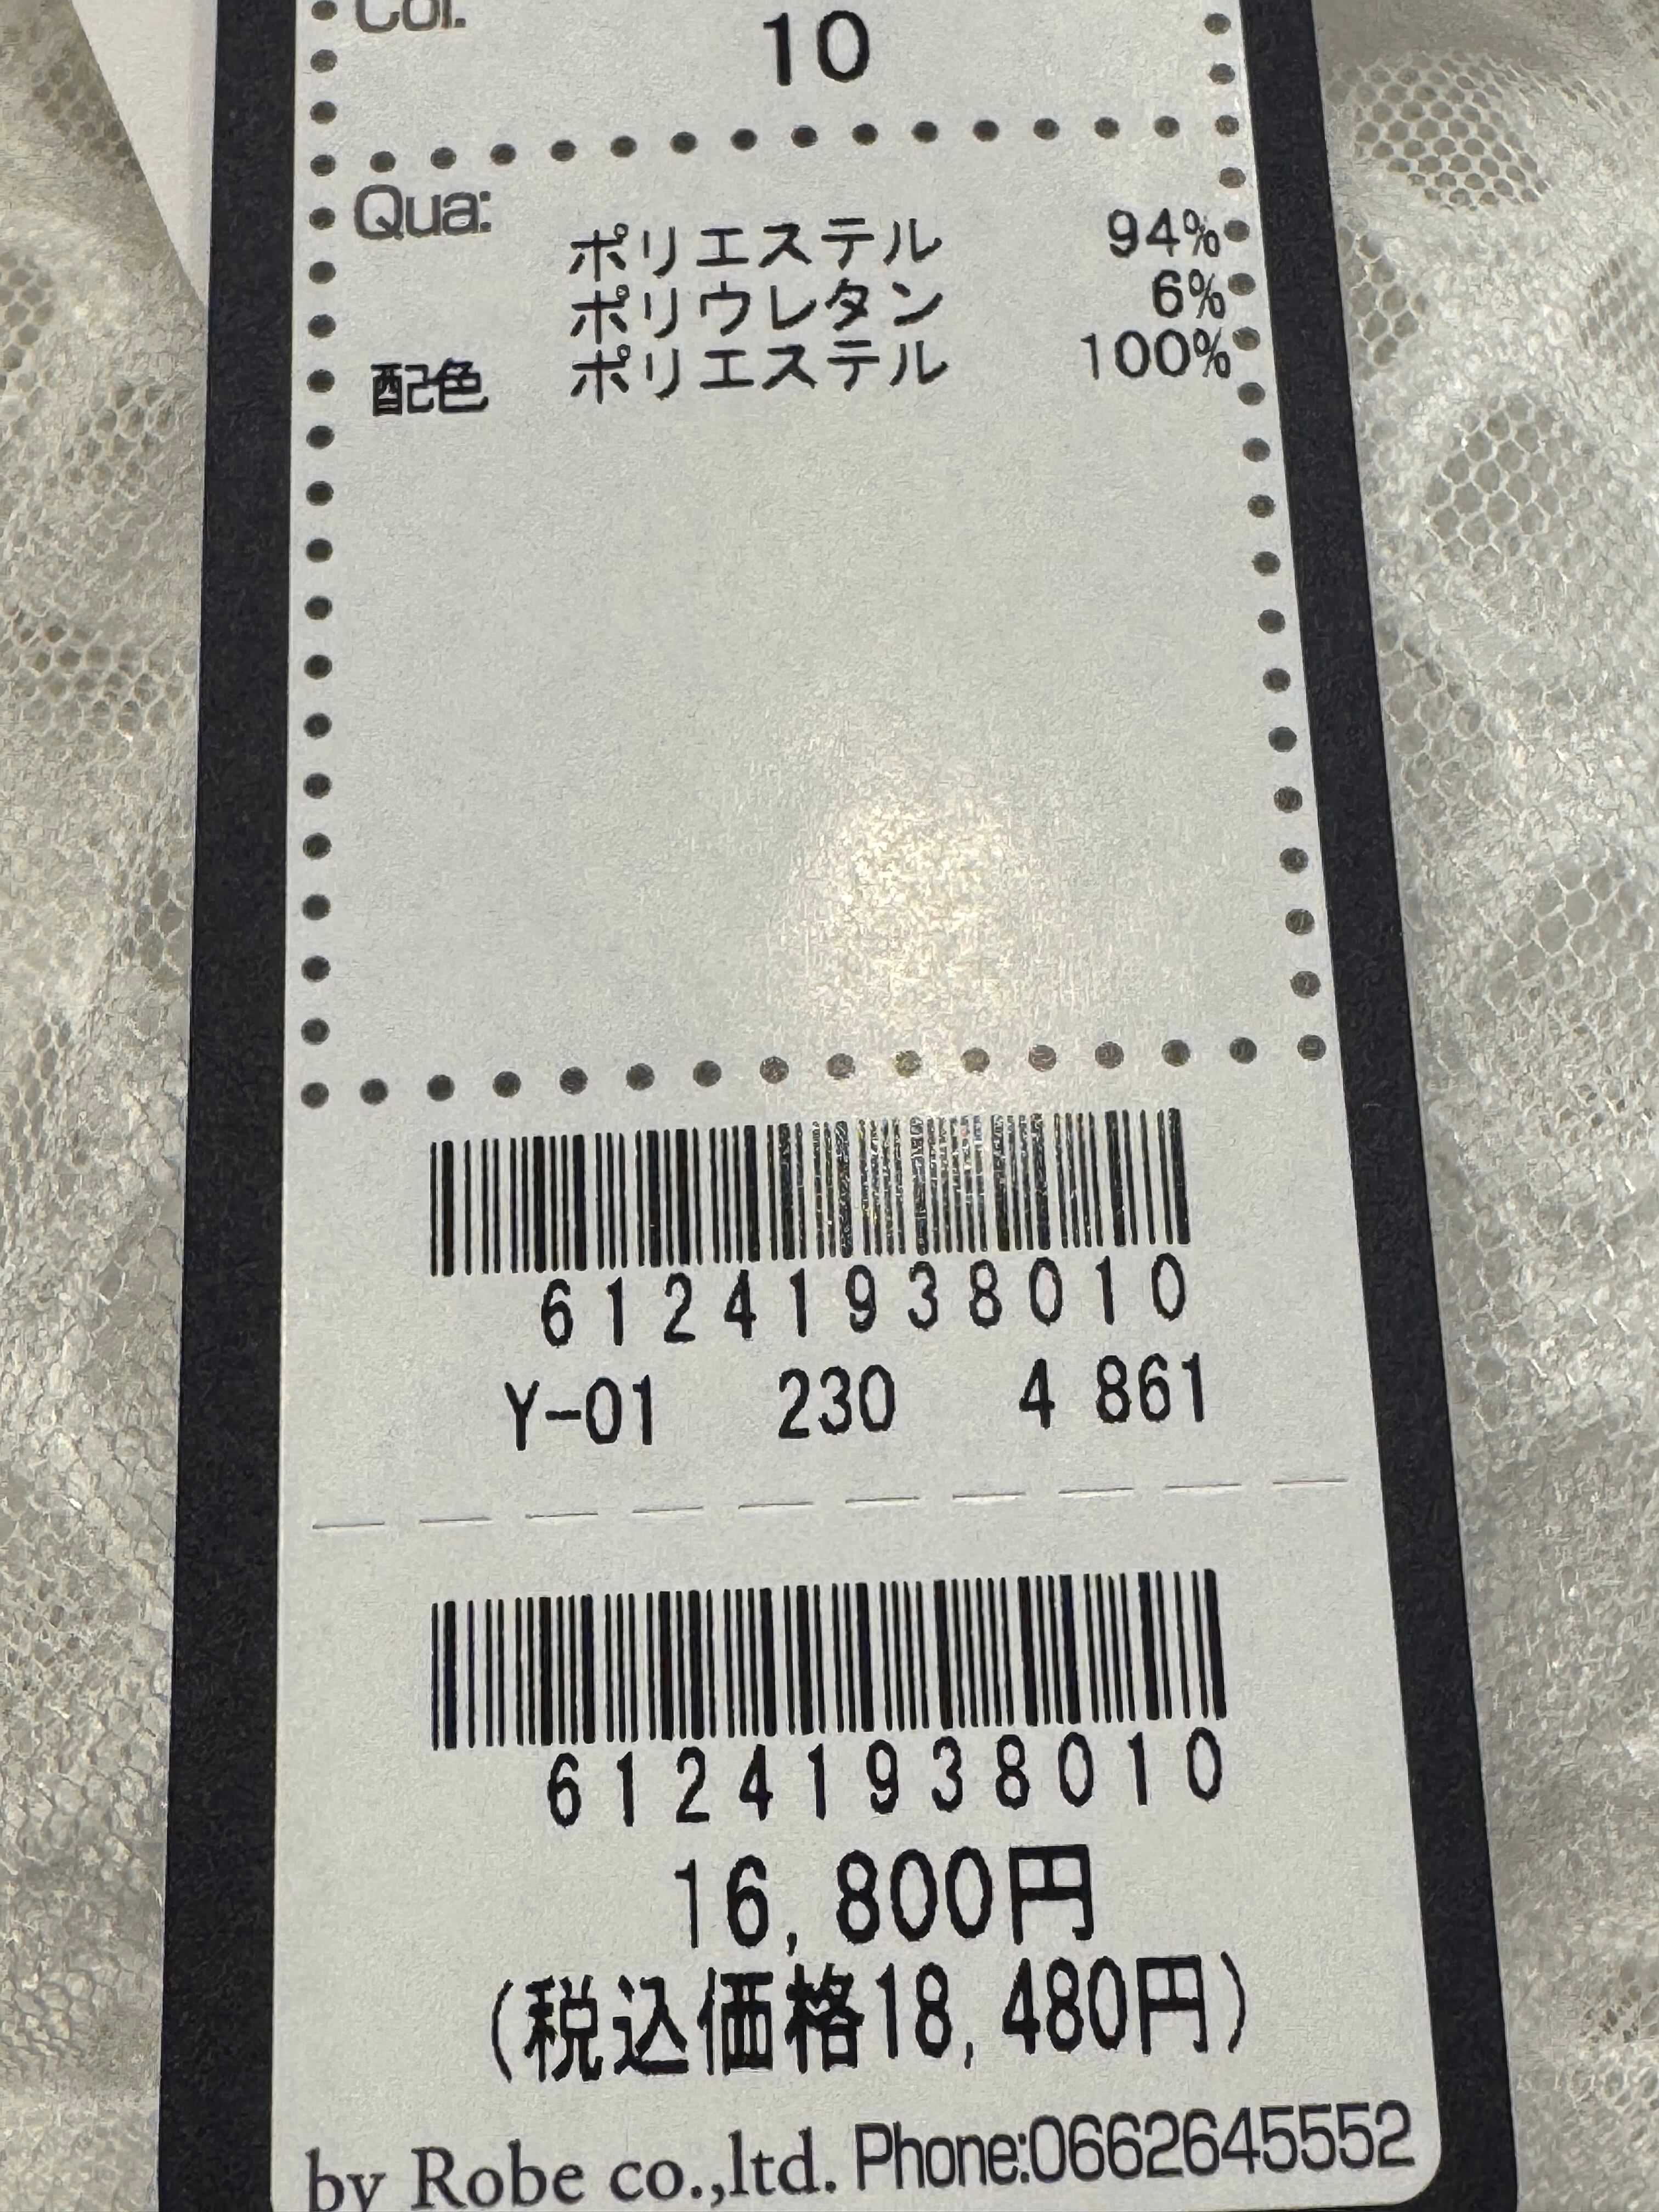 Col.
10
Qua:
ポリエステル 94%
ポリウレタン 6%
配色 ポリエステル 100%
61241938010
Y-01 230 4 861
61241938010
16,800円
(税込価格18,480円)
by Robe co.,ltd. Phone:0662645552